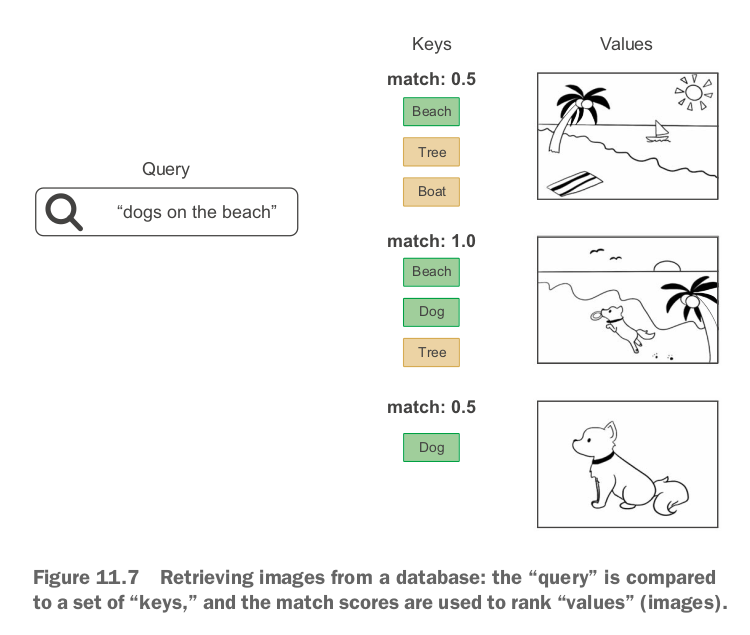 Keys
Values
match: 0.5
Beach
Tree
Boat
Query
“dogs on the beach”
match: 1.0
Beach
Dog
Tree
match: 0.5
Dog
Figure 11.7 Retrieving images from a database: the “query” is compared
to a set of “keys,” and the match scores are used to rank “values” (images).